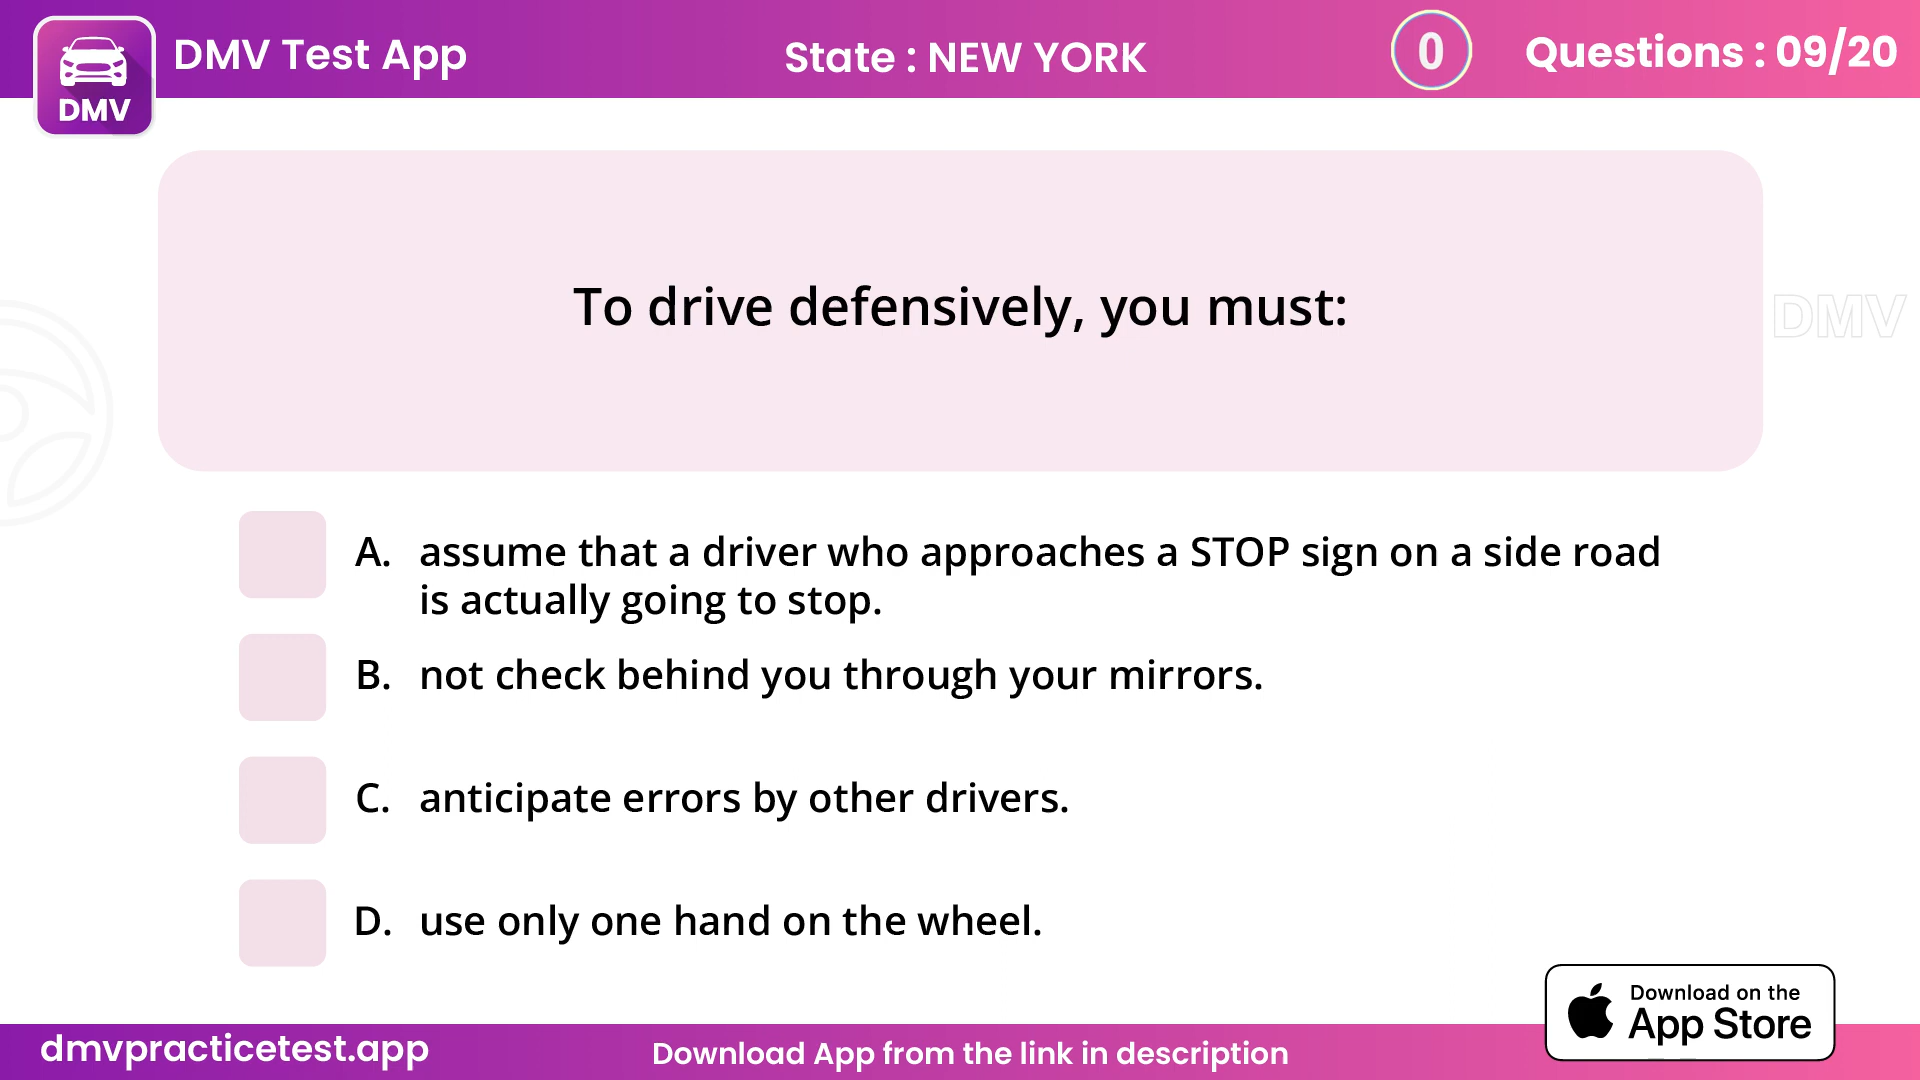 DMV Test App
State : NEW YORK
0
Questions : 09/20
DMV
To drive defensively, you must:
DMV
A. assume that a driver who approaches a STOP sign on a side road
is actually going to stop.
B. not check behind you through your mirrors.
C. anticipate errors by other drivers.
D. use only one hand on the wheel.
Download on the
App Store
dmvpracticetest.app
Download App from the link in description